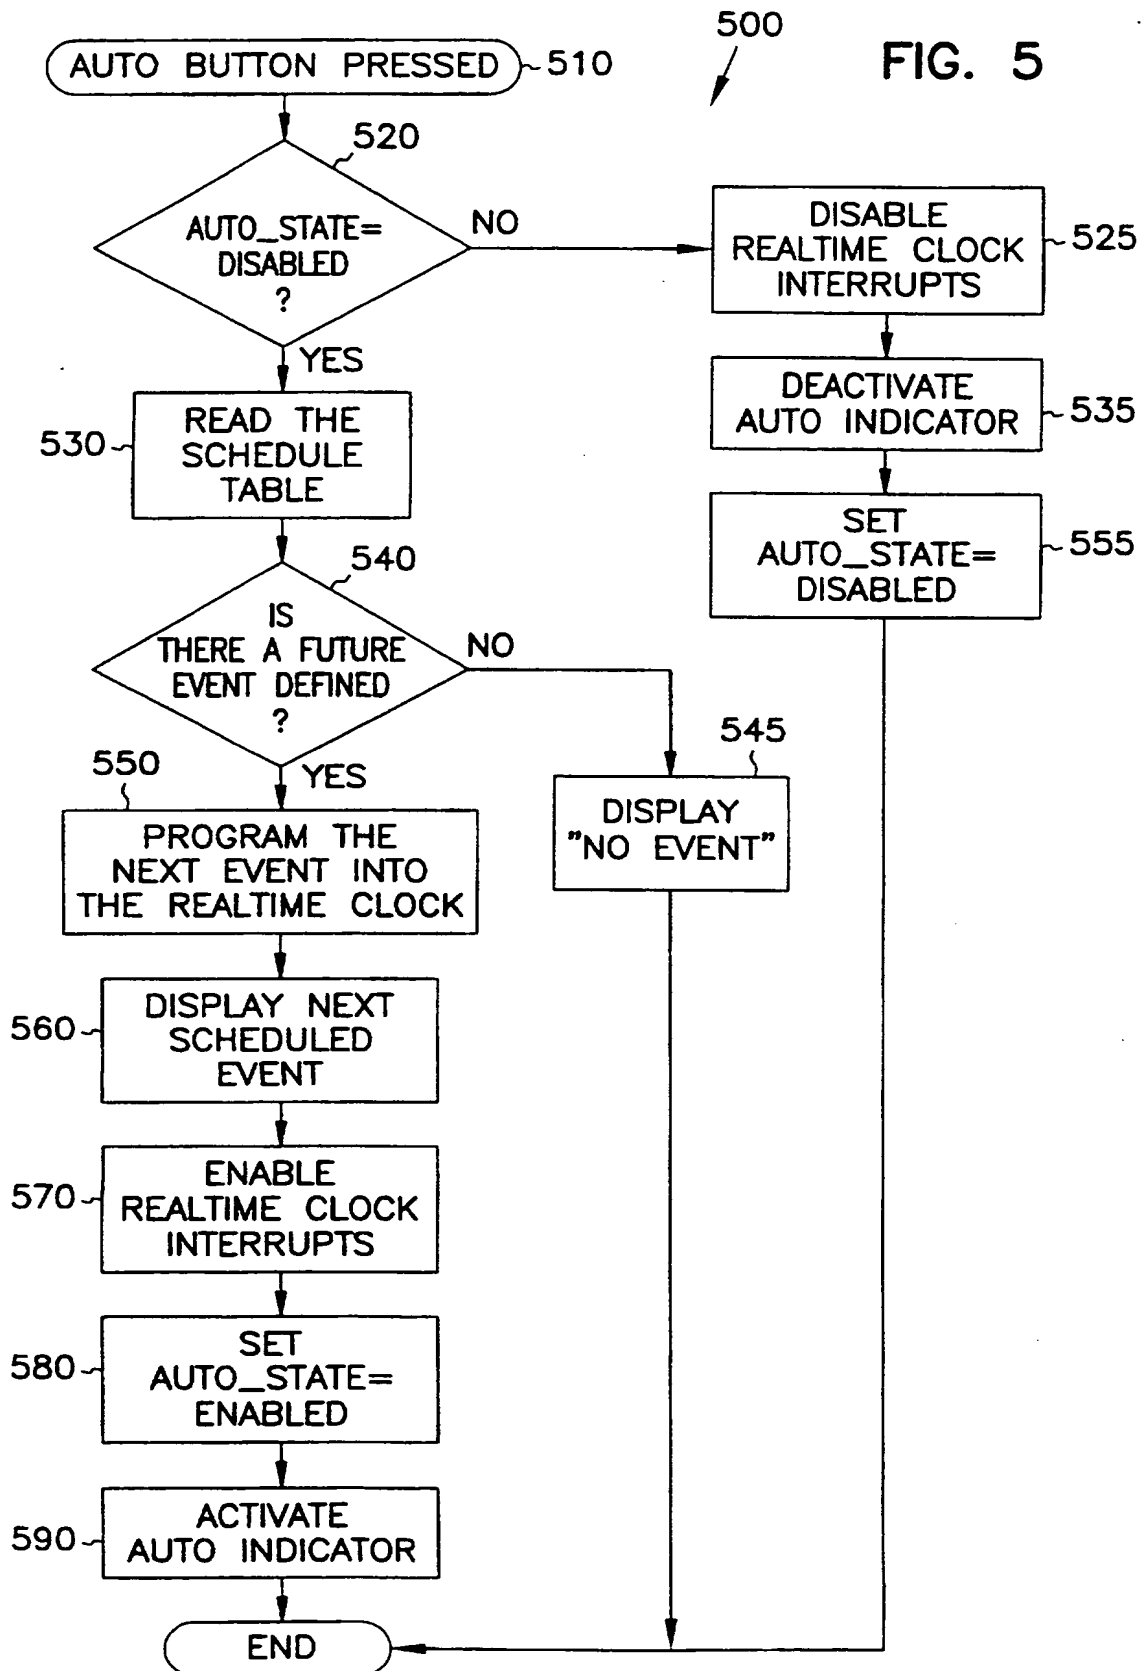 500
FIG. 5
AUTO BUTTON PRESSED
510
520
AUTO_STATE=
DISABLED
?
NO
YES
DISABLE
REALTIME CLOCK
INTERRUPTS
525
DEACTIVATE
AUTO INDICATOR
535
SET
AUTO_STATE=
DISABLED
555
530
READ THE
SCHEDULE
TABLE
540
IS
THERE A FUTURE
EVENT DEFINED
?
NO
YES
545
DISPLAY
"NO EVENT"
550
PROGRAM THE
NEXT EVENT INTO
THE REALTIME CLOCK
560
DISPLAY NEXT
SCHEDULED
EVENT
570
ENABLE
REALTIME CLOCK
INTERRUPTS
580
SET
AUTO_STATE=
ENABLED
590
ACTIVATE
AUTO INDICATOR
END